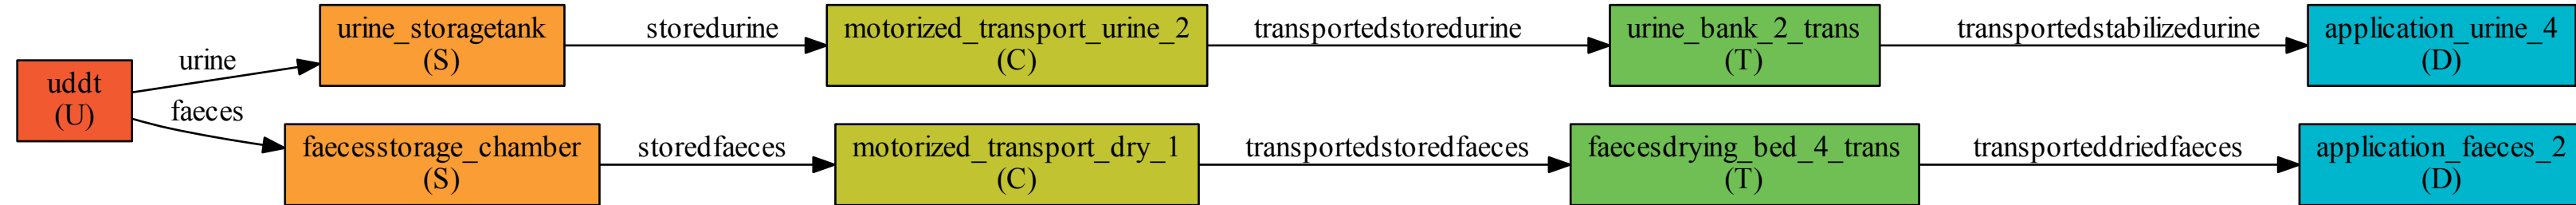 uddt
(U)
urine
faeces
urine_storagetank
(S)
storedurine
motorized_transport_urine_2
(C)
transportedstoredurine
urine_bank_2_trans
(T)
transportedstabilizedurine
application_urine_4
(D)
faecesstorage_chamber
(S)
storedfaeces
motorized_transport_dry_1
(C)
transportedstoredfaeces
faecesdrying_bed_4_trans
(T)
transporteddriedfaeces
application_faeces_2
(D)